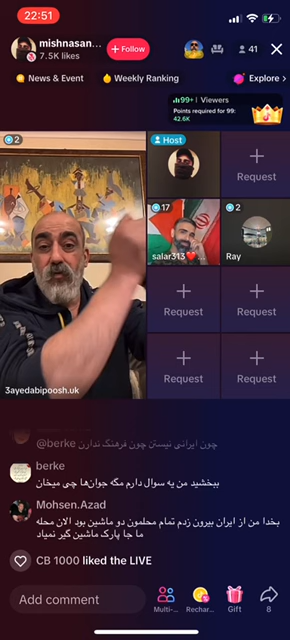 22:51
mishnasan...
7.5K likes
+ Follow
41
News & Event
Weekly Ranking
Explore >
99+ | Viewers
Points required for 99:
42.6K
2
Host
Request
17
salar313❤️...
2
Ray
Request
Request
Request
Request
Request
3ayedabipoosh.uk
@berke چون ایرانی نیستن چون فرهنگ ندارن
berke
ببخشید من یه سوال دارم مگه جوان‌ها چی میخان
Mohsen.Azad
بخدا من از ایران بیرون زدم تمام محلمون دو ماشین بود الان محله
ما جا پارک ماشین گیر نمیاد
CB 1000 liked the LIVE
Add comment
Multi-...
Rechar...
Gift
8